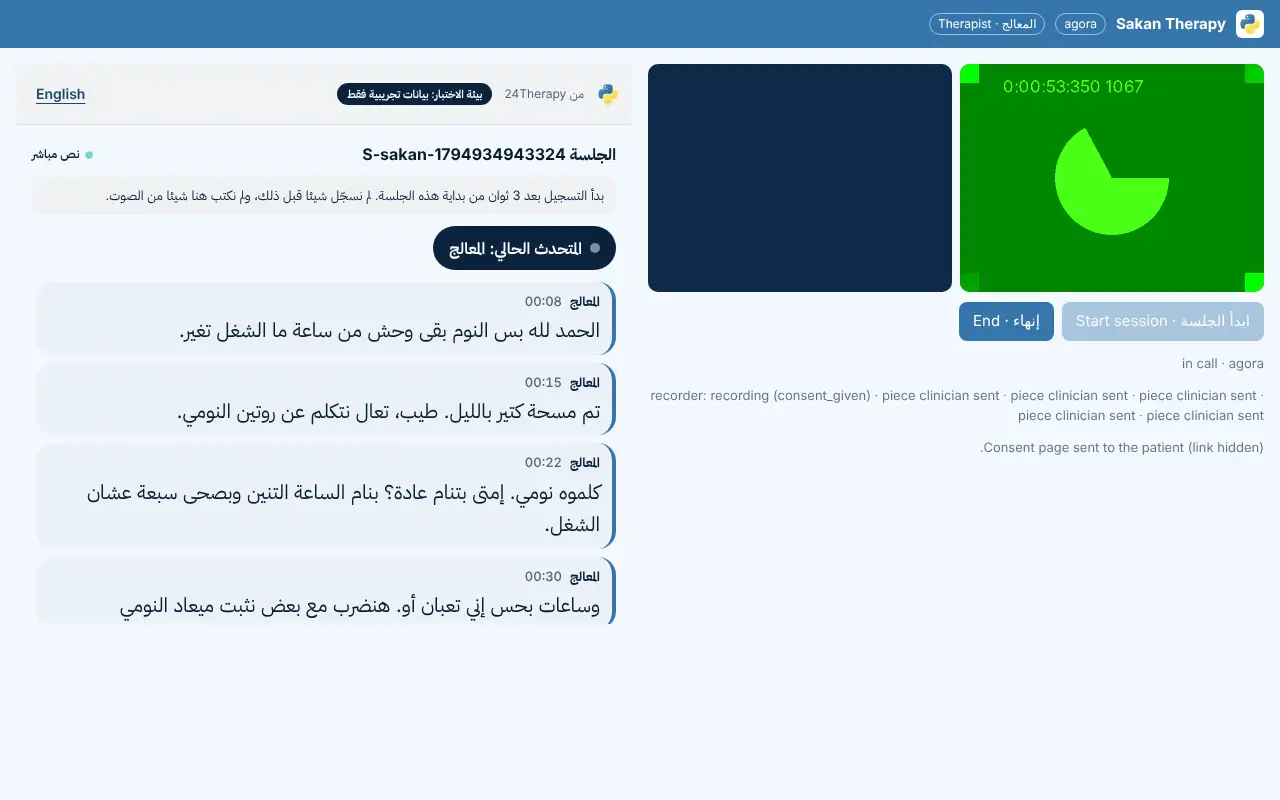 Sakan Therapy
agora
Therapist · المعالج
0:00:53:350 1067
ابدأ الجلسة · Start session
إنهاء · End
in call · agora
recorder: recording (consent_given) · piece clinician sent · piece clinician sent · piece clinician sent ·
piece clinician sent · piece clinician sent
Consent page sent to the patient (link hidden).
من 24Therapy
بيئة الاختبار: بيانات تجريبية فقط
English
الجلسة S-sakan-1794934943324
نص مباشر
بدأ التسجيل بعد 3 ثوان من بداية هذه الجلسة. لم نسجّل شيئا قبل ذلك، ولم نكتب هنا شيئا من الصوت.
المتحدث الحالي: المعالج
المعالج 00:08
الحمد لله بس النوم بقى وحش من ساعة ما الشغل تغير.
المعالج 00:15
تم مسحة كتير بالليل. طيب، تعال نتكلم عن روتين النومي.
المعالج 00:22
كلموه نومي. إمتى بتنام عادة؟ بنام الساعة التنين وبصحى سبعة عشان
الشغل.
المعالج 00:30
وساعات بحس إني تعبان أو. هنضرب مع بعض نثبت ميعاد النومي